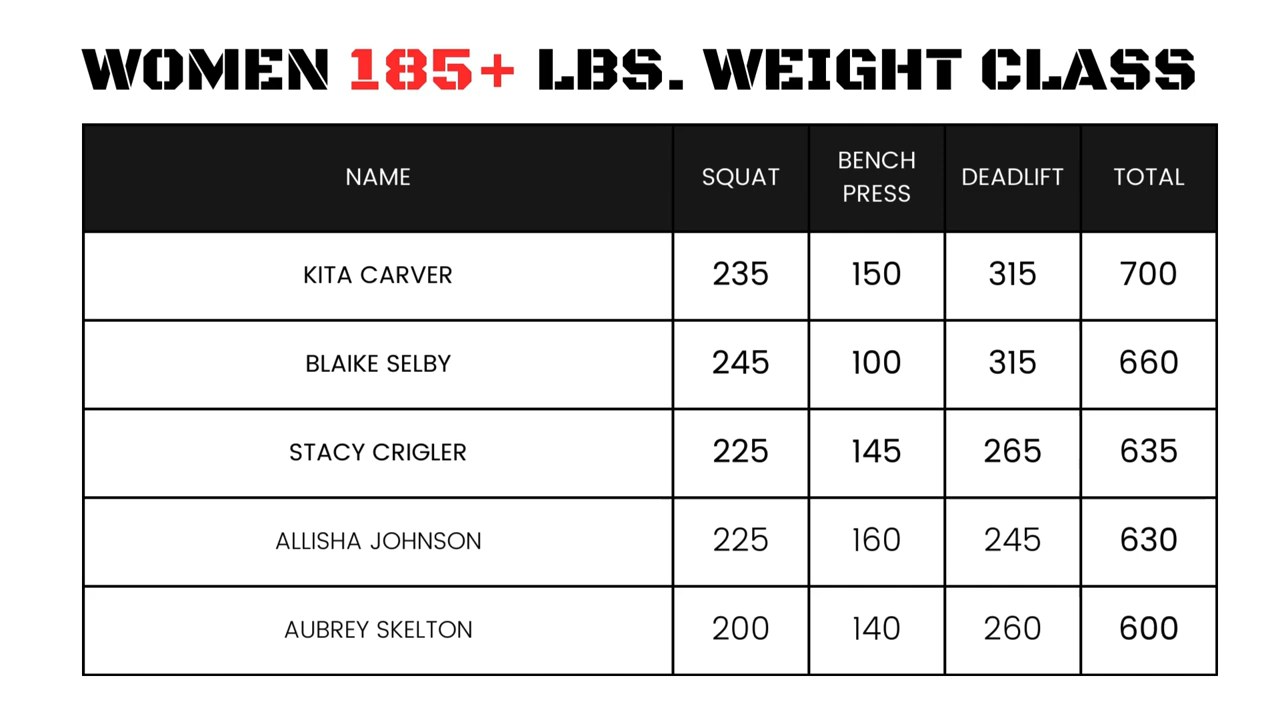 WOMEN 185+ LBS. WEIGHT CLASS
NAME SQUAT BENCH PRESS DEADLIFT TOTAL
KITA CARVER 235 150 315 700
BLAIKE SELBY 245 100 315 660
STACY CRIGLER 225 145 265 635
ALLISHA JOHNSON 225 160 245 630
AUBREY SKELTON 200 140 260 600